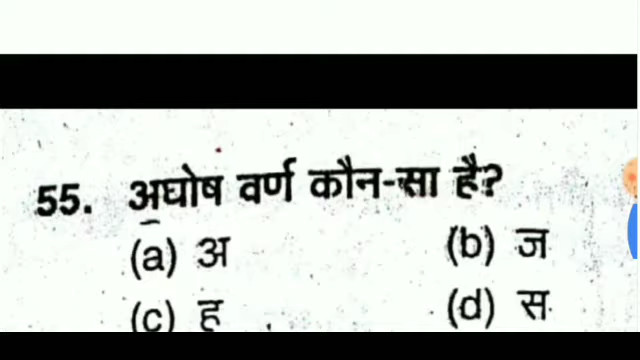 55. अघोष वर्ण कौन-सा है?
(a) अ (b) ज
(c) ह (d) स